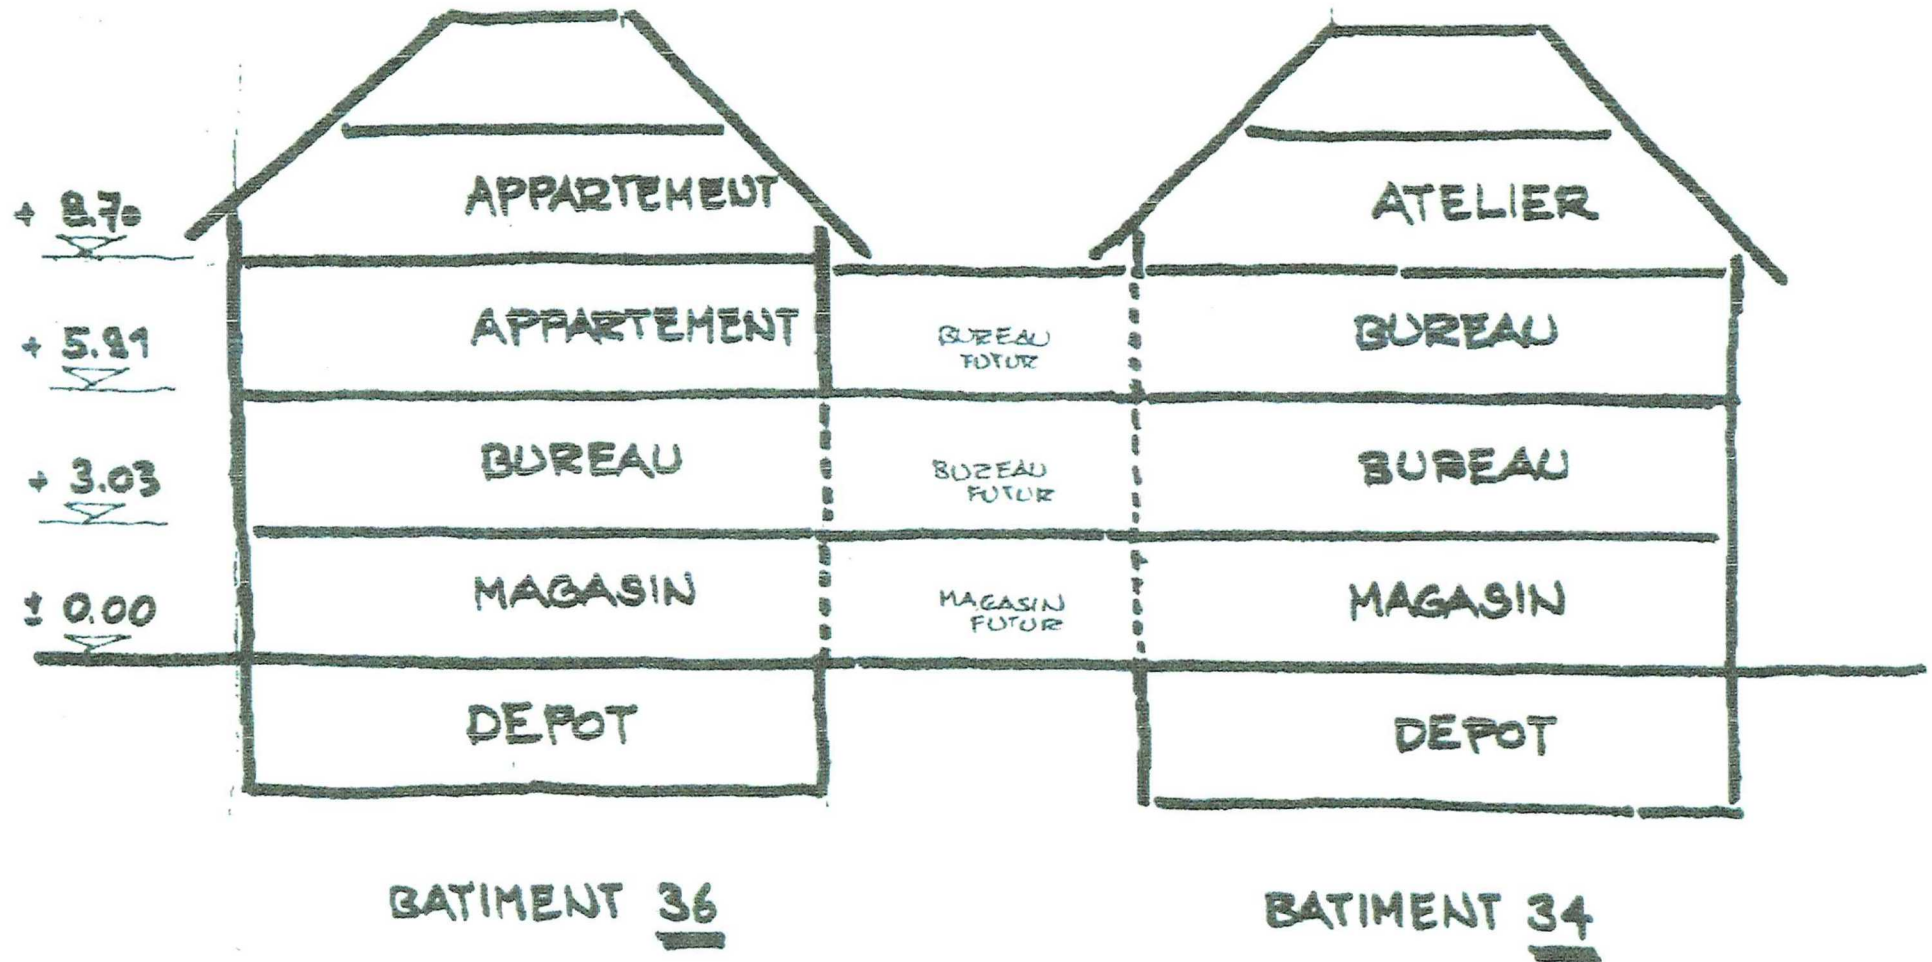 APPARTEMENT
ATELIER
+ 8.70
APPARTEMENT
BUREAU
FUTUR
BUREAU
+ 5.91
BUREAU
BUREAU
FUTUR
BUREAU
+ 3.03
MAGASIN
MAGASIN
FUTUR
MAGASIN
± 0.00
DEPOT
DEPOT
BATIMENT 36
BATIMENT 34